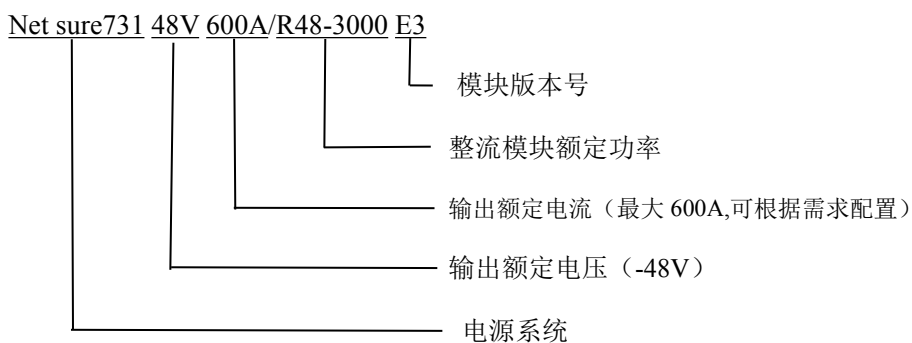 Net sure731 48V 600A/R48-3000 E3
模块版本号
整流模块额定功率
输出额定电流（最大 600A,可根据需求配置）
输出额定电压（-48V）
电源系统